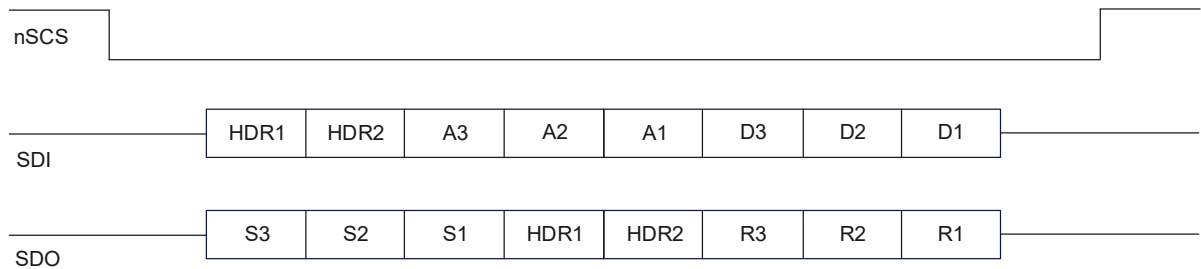 nSCS
HDR1 HDR2 A3 A2 A1 D3 D2 D1
SDI
S3 S2 S1 HDR1 HDR2 R3 R2 R1
SDO